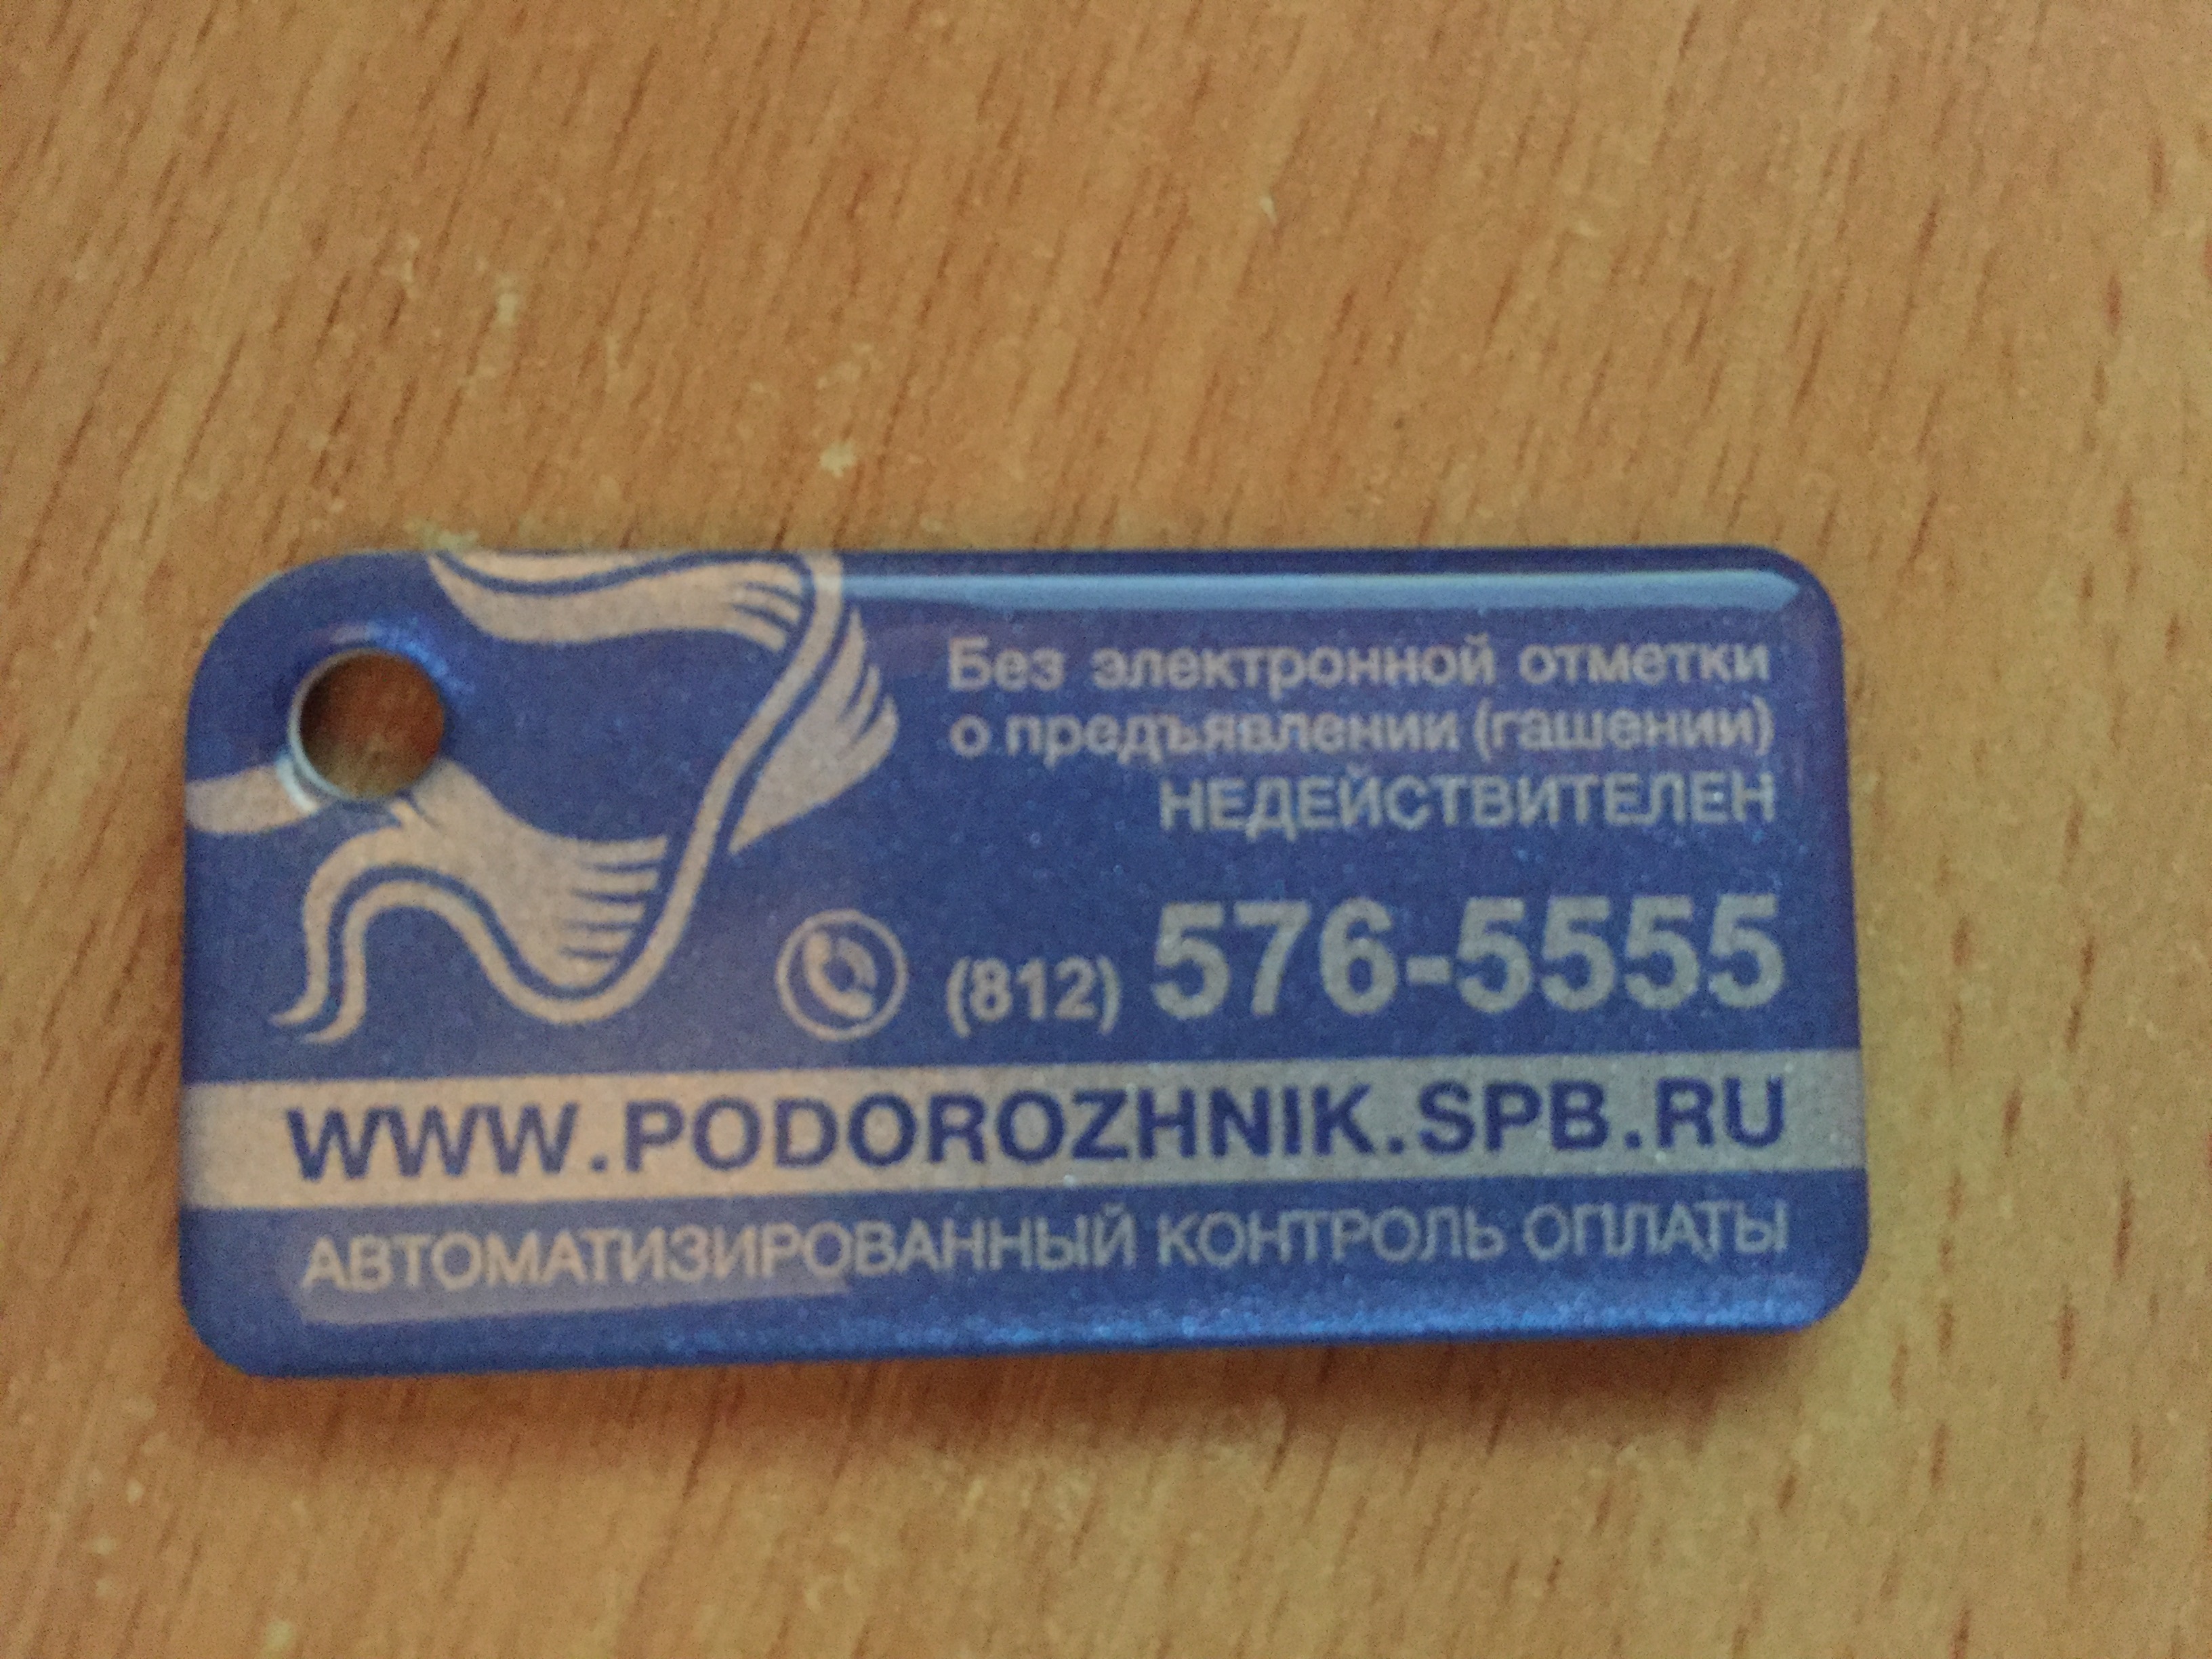 Без электронной отметки
о предъявлении (гашении)
НЕДЕЙСТВИТЕЛЕН
(812) 576-5555
WWW.PODOROZHNIK.SPB.RU
АВТОМАТИЗИРОВАННЫЙ КОНТРОЛЬ ОПЛАТЫ